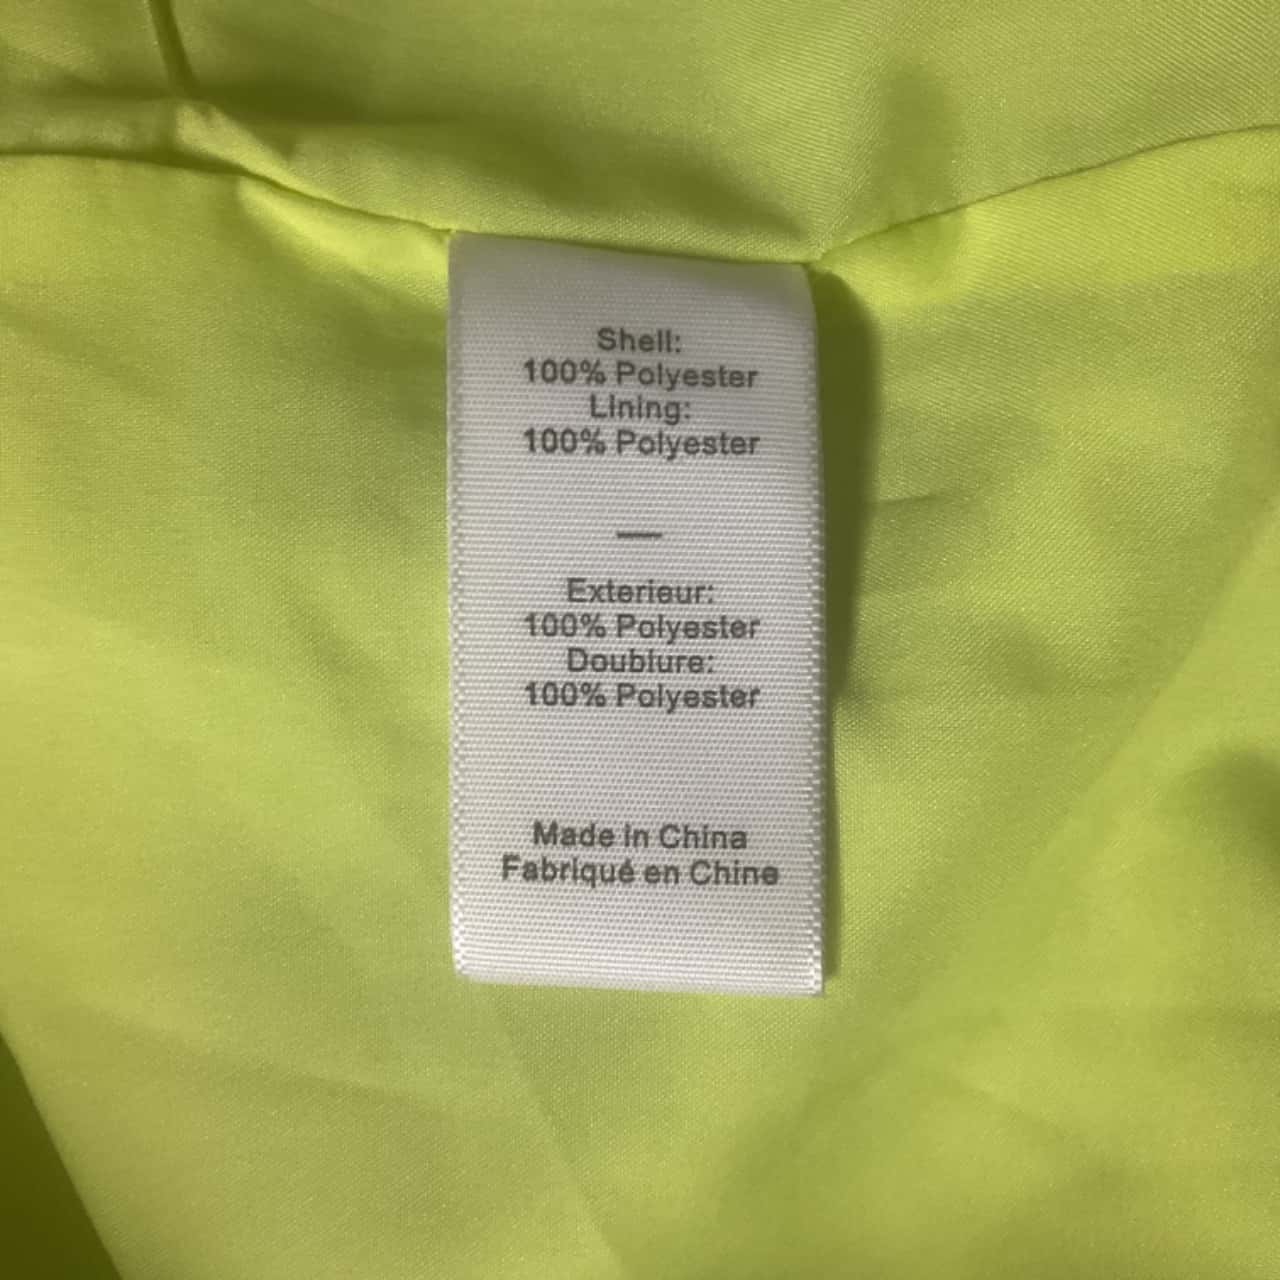 Shell:
100% Polyester
Lining:
100% Polyester
—
Exterieur:
100% Polyester
Doublure:
100% Polyester
Made in China
Fabriqué en Chine